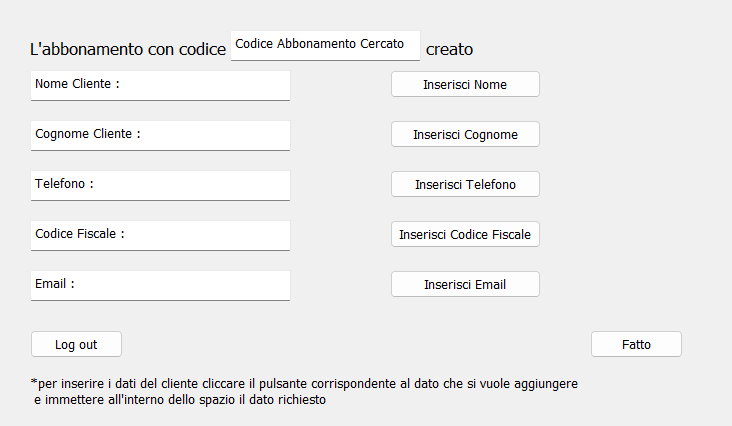 L'abbonamento con codice Codice Abbonamento Cercato creato
Nome Cliente : Inserisci Nome
Cognome Cliente : Inserisci Cognome
Telefono : Inserisci Telefono
Codice Fiscale : Inserisci Codice Fiscale
Email : Inserisci Email
Log out Fatto
*per inserire i dati del cliente cliccare il pulsante corrispondente al dato che si vuole aggiungere
e immettere all'interno dello spazio il dato richiesto